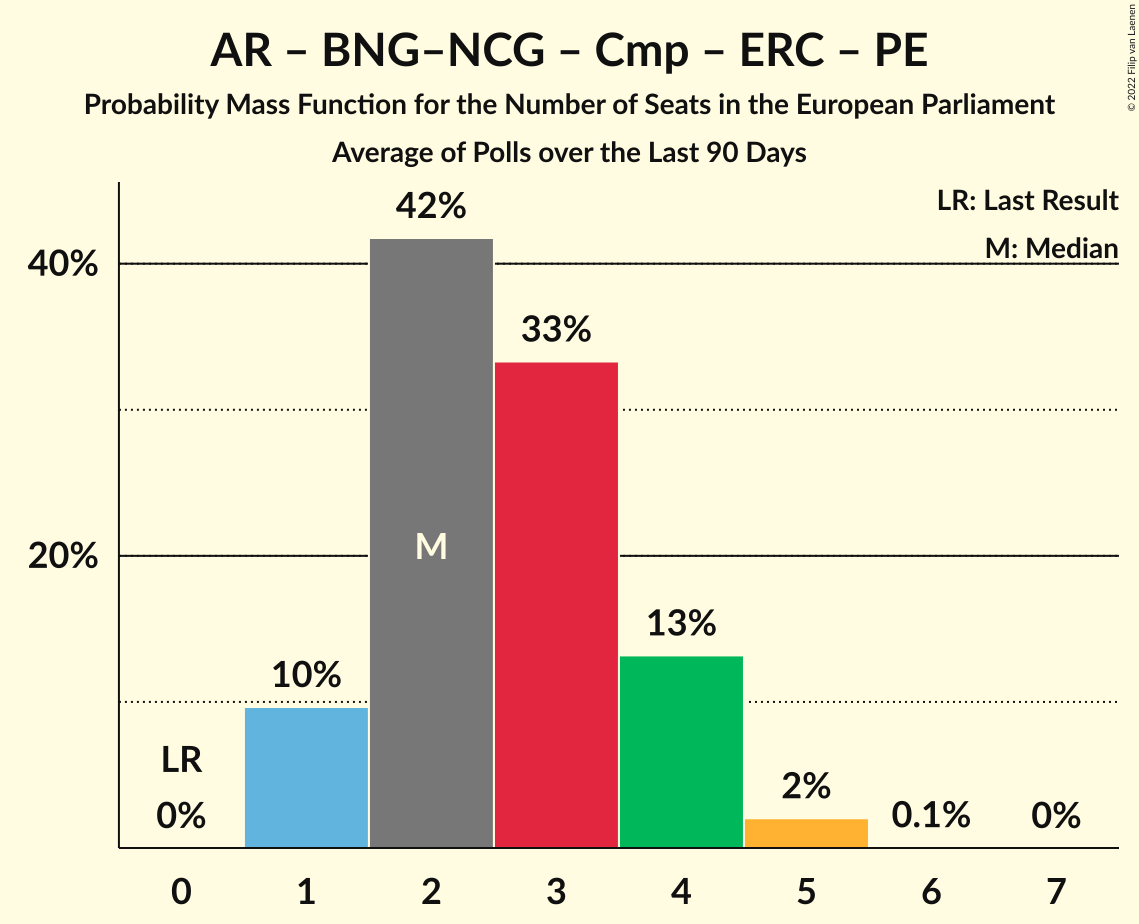 AR – BNG–NCG – Cmp – ERC – PE
Probability Mass Function for the Number of Seats in the European Parliament
Average of Polls over the Last 90 Days
© 2022 Filip van Laenen
LR: Last Result
M: Median
42%
40%
33%
M
20%
13%
10%
LR
0%
2%
0.1%
0%
0 1 2 3 4 5 6 7